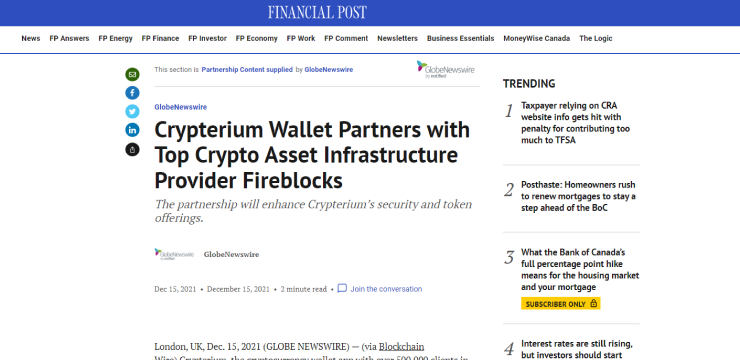 FINANCIAL POST
News FP Answers FP Energy FP Finance FP Investor FP Economy FP Work FP Comment Newsletters Business Essentials MoneyWise Canada The Logic
This section is Partnership Content supplied by GlobeNewswire
GlobeNewswire
by notified
GlobeNewswire
Crypterium Wallet Partners with
Top Crypto Asset Infrastructure
Provider Fireblocks
The partnership will enhance Crypterium's security and token
offerings.
GlobeNewswire
GlobeNewswire
Dec 15, 2021 • December 15, 2021 • 2 minute read • Join the conversation
London, UK, Dec. 15, 2021 (GLOBE NEWSWIRE) — (via Blockchain
Wire) Crypterium, the cryptocurrency wallet app with over 500,000 clients in
TRENDING
1 Taxpayer relying on CRA
website info gets hit with
penalty for contributing too
much to TFSA
2 Posthaste: Homeowners rush
to renew mortgages to stay a
step ahead of the BoC
3 What the Bank of Canada's
full percentage point hike
means for the housing market
and your mortgage
SUBSCRIBER ONLY
4 Interest rates are still rising,
but investors should start